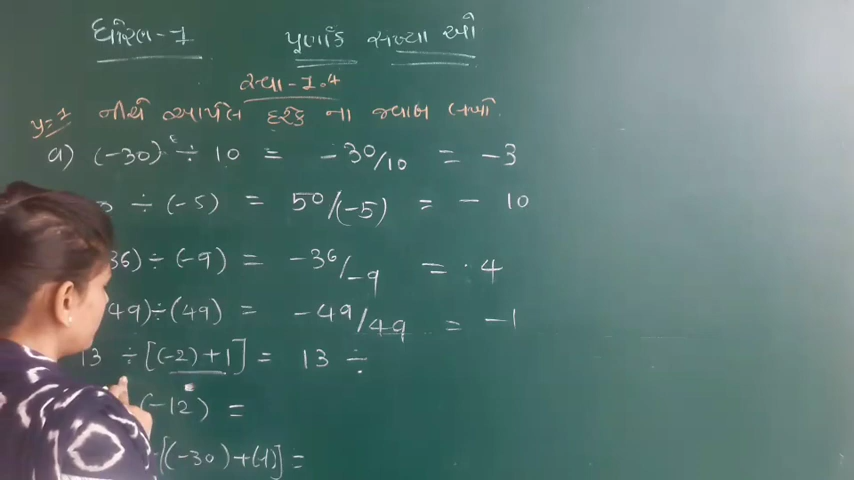 ધોરણ-7 પૂર્ણાંક સંખ્યા ઓ
સ્વા-1.4
પ્ર-1 નીચે આપેલ દરેક ના જવાબ લખો.
a) (-30) ÷ 10 = -30/10 = -3
0 ÷ (-5) = 50/(-5) = - 10
36) ÷ (-9) = -36/-9 = 4
49) ÷ (49) = -49/49 = -1
13 ÷ [(-2)+1] = 13 ÷
(-12) =
[(-30)+(-1)] =